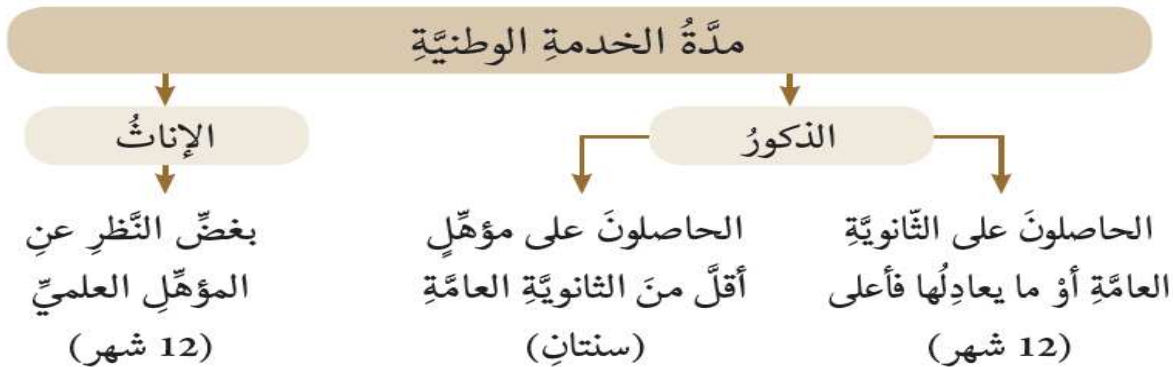 مدَّةُ الخدمةِ الوطنيَّةِ
الذكورُ
الإناثُ
الحاصلونَ على الثّانويَّةِ
العامَّةِ أوْ ما يعادِلُها فأعلى
(12 شهر)
الحاصلونَ على مؤهِّلٍ
أقلَّ منَ الثانويَّةِ العامَّةِ
(سنتانِ)
بغضِّ النَّظرِ عنِ
المؤهِّلِ العلميِّ
(12 شهر)